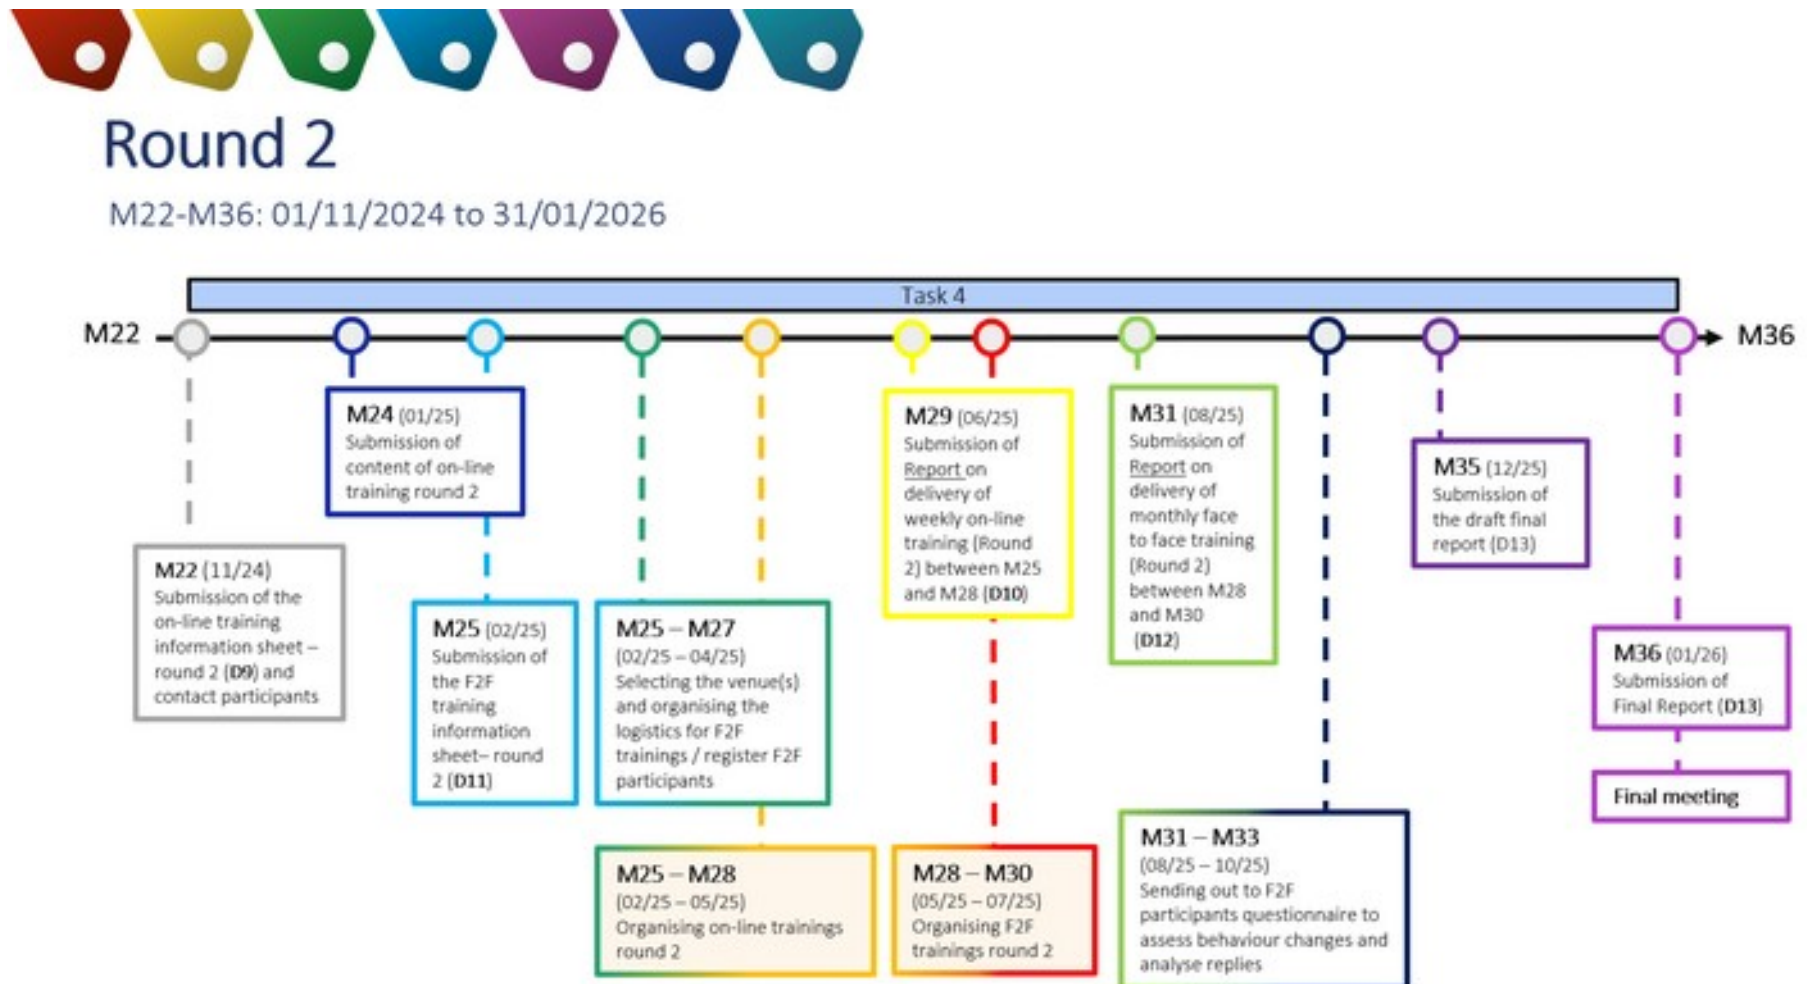 Round 2
M22-M36: 01/11/2024 to 31/01/2026
Task 4
M22
M36
M22 (11/24)
Submission of the
on-line training
information sheet –
round 2 (D9) and
contact participants
M24 (01/25)
Submission of
content of on-line
training round 2
M25 (02/25)
Submission of
the F2F
training
information
sheet– round
2 (D11)
M25 – M27
(02/25 – 04/25)
Selecting the venue(s)
and organising the
logistics for F2F
trainings / register F2F
participants
M25 – M28
(02/25 – 05/25)
Organising on-line trainings
round 2
M29 (06/25)
Submission of
Report on
delivery of
weekly on-line
training (Round
2) between M25
and M28 (D10)
M28 – M30
(05/25 – 07/25)
Organising F2F
trainings round 2
M31 (08/25)
Submission of
Report on
delivery of
monthly face
to face training
(Round 2)
between M28
and M30
(D12)
M31 – M33
(08/25 – 10/25)
Sending out to F2F
participants questionnaire to
assess behaviour changes and
analyse replies
M35 (12/25)
Submission of
the draft final
report (D13)
M36 (01/26)
Submission of
Final Report (D13)
Final meeting